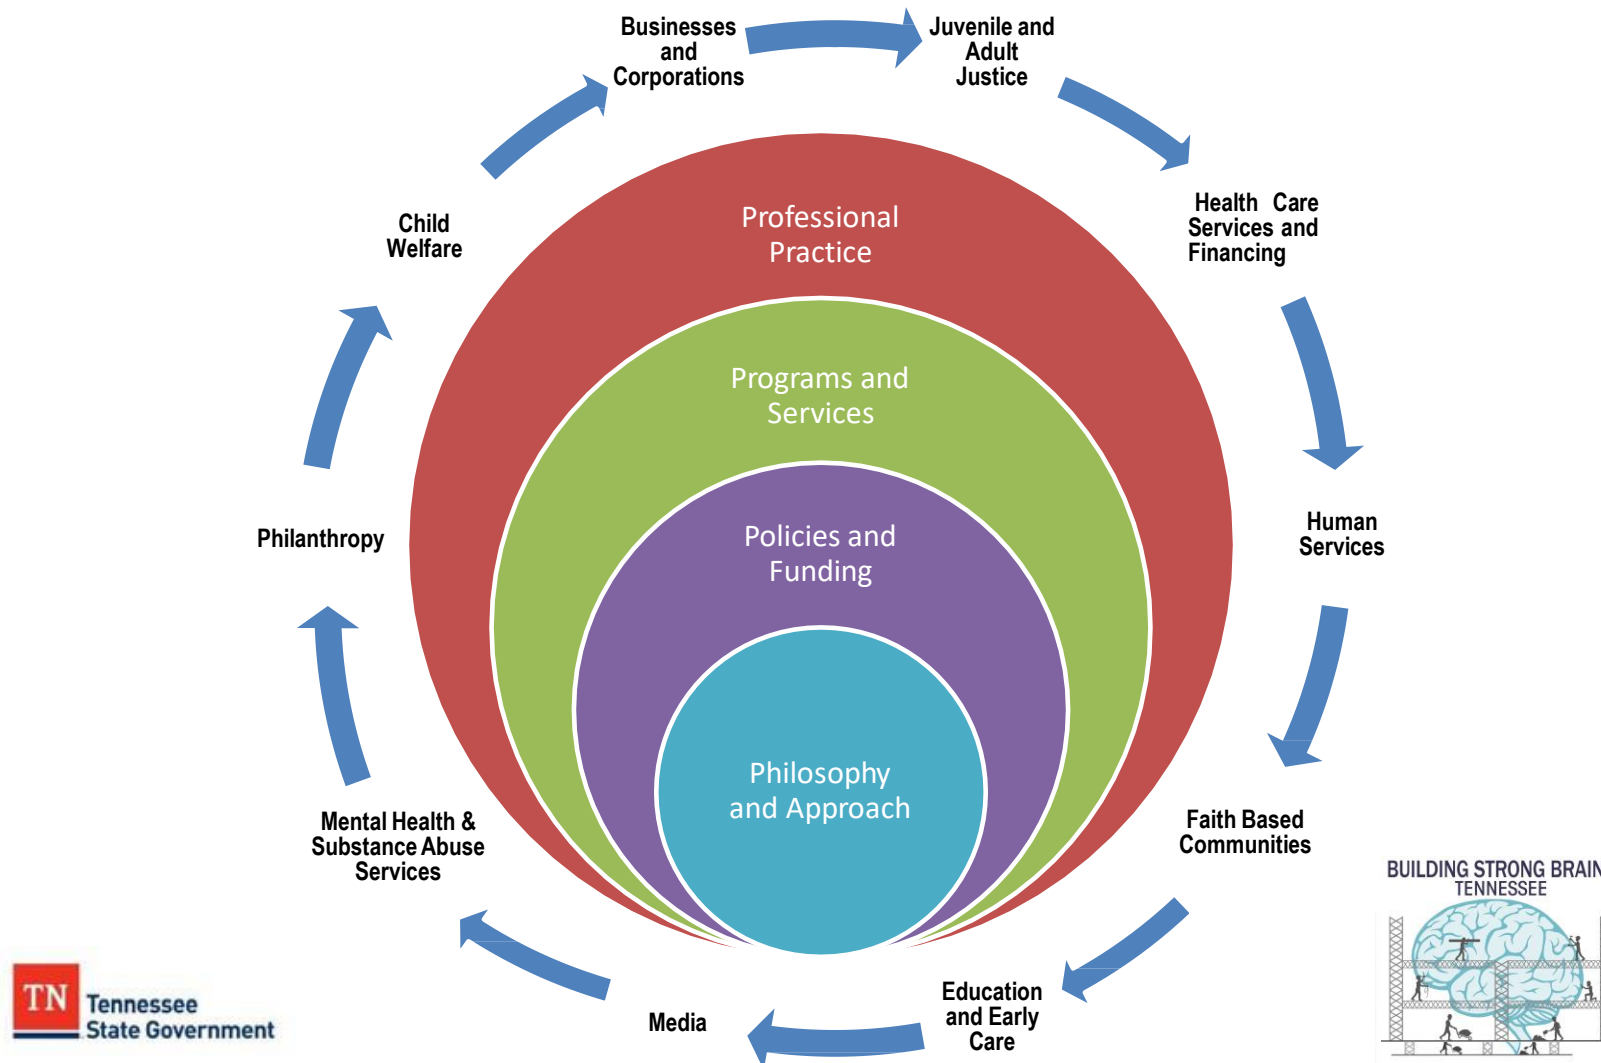 Businesses
and
Corporations
Juvenile and
Adult
Justice
Health Care
Services and
Financing
Human
Services
Faith Based
Communities
Education
and Early
Care
Media
Mental Health &
Substance Abuse
Services
Philanthropy
Child
Welfare
Professional
Practice
Programs and
Services
Policies and
Funding
Philosophy
and Approach
TN
Tennessee
State Government
BUILDING STRONG BRAIN
TENNESSEE